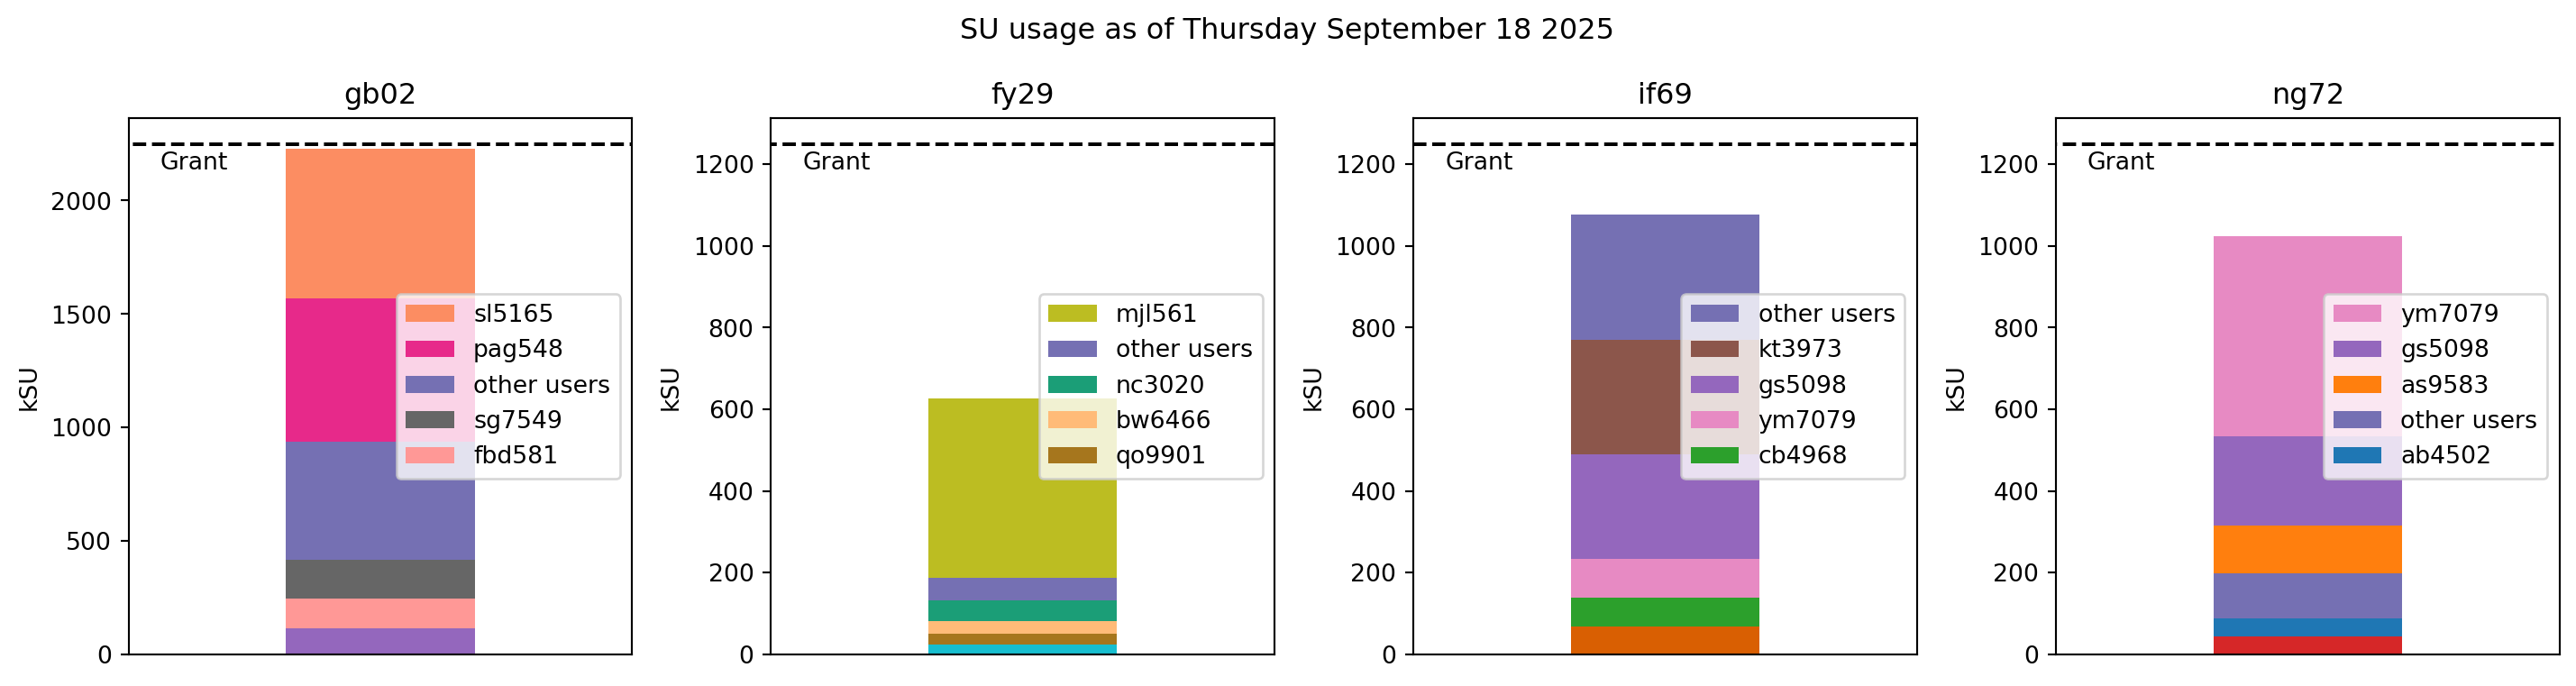 SU usage as of Thursday September 18 2025
gb02
kSU
2000
1500
1000
500
0
Grant
sl5165
pag548
other users
sg7549
fbd581
fy29
kSU
1200
1000
800
600
400
200
0
Grant
mjl561
other users
nc3020
bw6466
qo9901
if69
kSU
1200
1000
800
600
400
200
0
Grant
other users
kt3973
gs5098
ym7079
cb4968
ng72
kSU
1200
1000
800
600
400
200
0
Grant
ym7079
gs5098
as9583
other users
ab4502